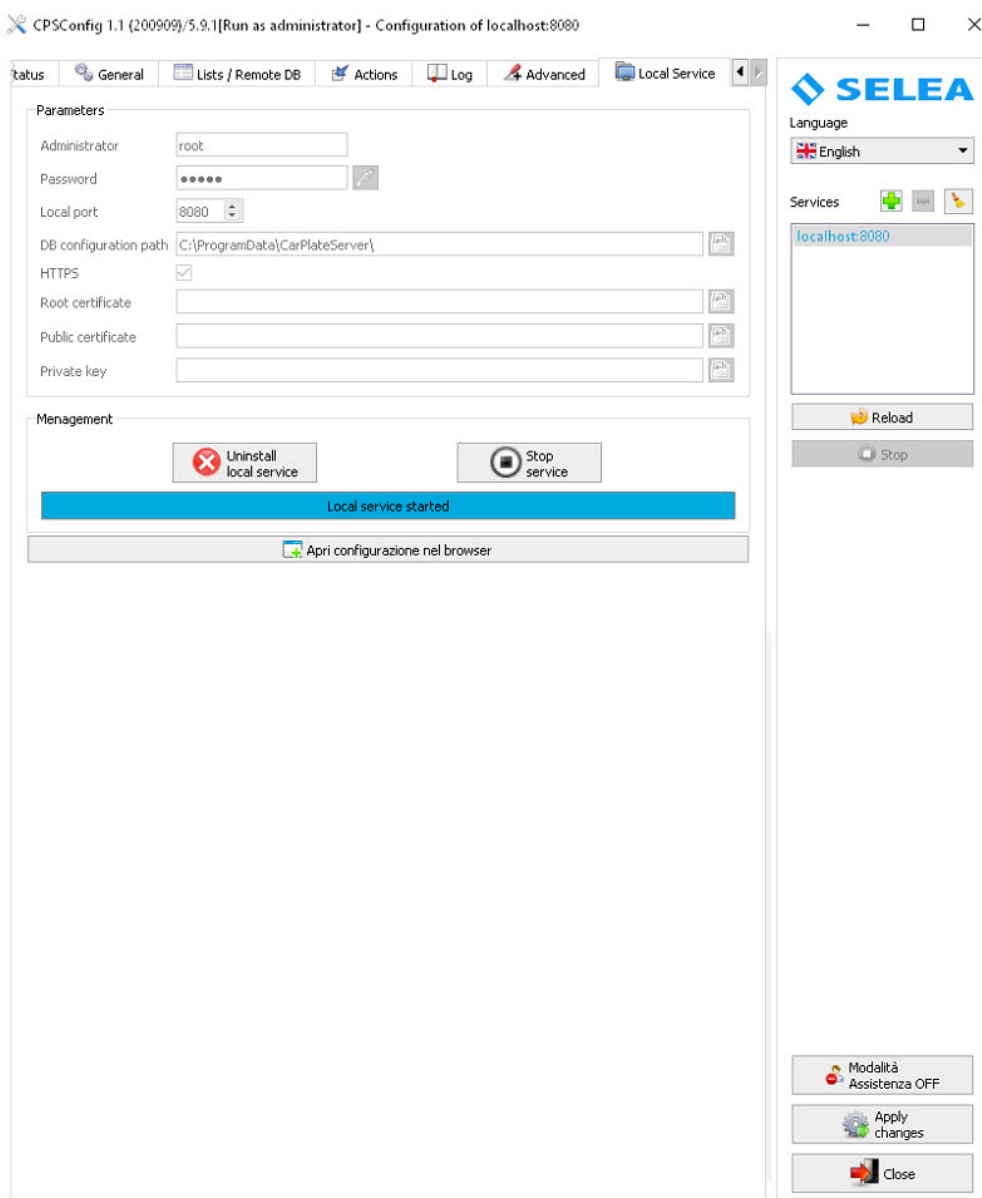 CPSConfig 1.1 (200909)/5.9.1[Run as administrator] - Configuration of localhost:8080
tatus General Lists / Remote DB Actions Log Advanced Local Service
SELEA
Language
English
Services
localhost:8080
Reload
Stop
Parameters
Administrator root
Password
Local port 8080
DB configuration path C:\ProgramData\CarPlateServer\
HTTPS
Root certificate
Public certificate
Private key
Menagement
Uninstall
local service
Stop
service
Local service started
Apri configurazione nel browser
Modalità
Assistenza OFF
Apply
changes
Close